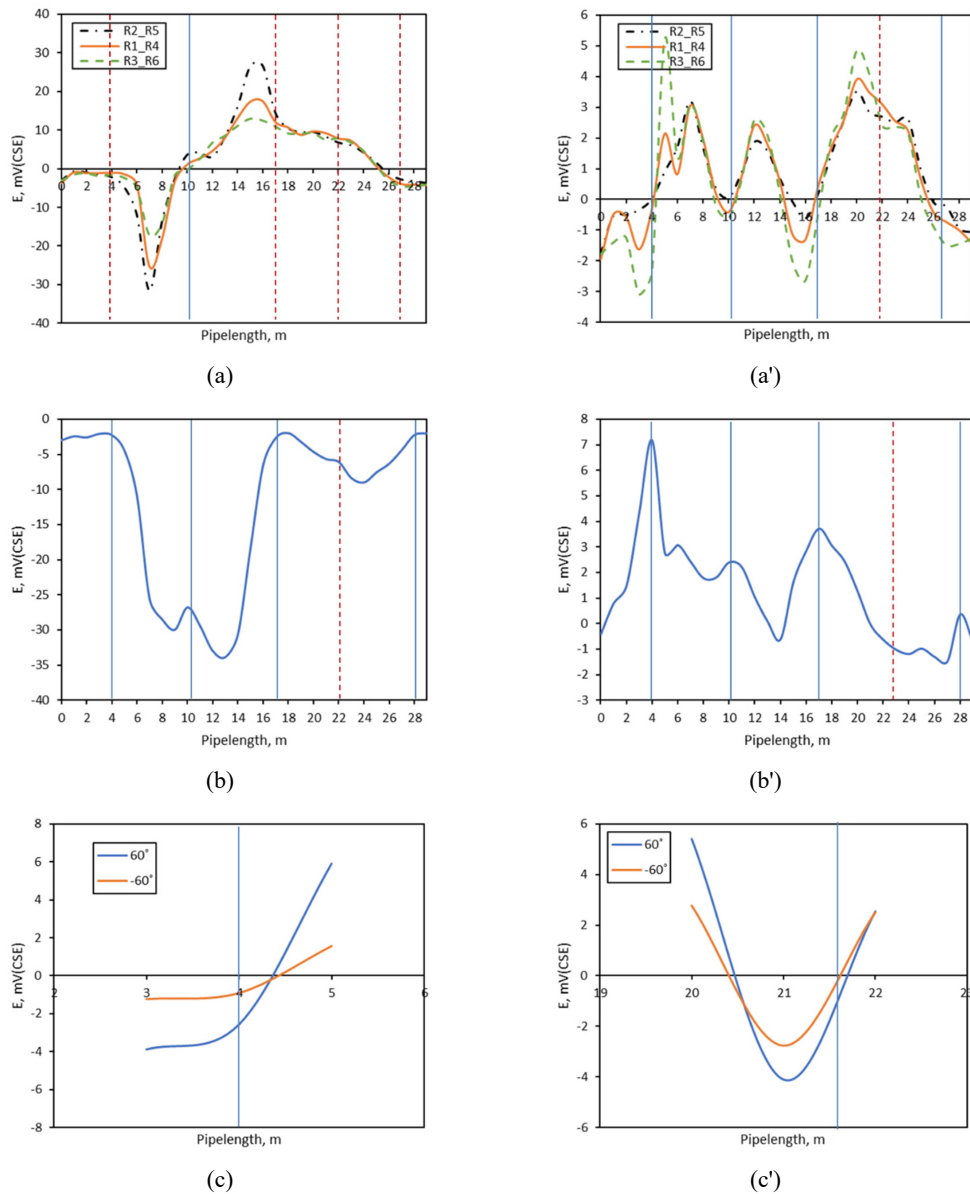 40
30
20
10
0
-10
-20
-30
-40
E, mV(CSE)
R2_R5
R1_R4
R3_R6
0 2 4 6 8 10 12 14 16 18 20 22 24 26 28
Pipelength, m
(a)
6
5
4
3
2
1
0
-1
-2
-3
-4
E, mV(CSE)
R2_R5
R1_R4
R3_R6
0 2 4 6 8 10 12 14 16 18 20 22 24 26 28
Pipelength, m
(a')
0
-5
-10
-15
-20
-25
-30
-35
-40
E, mV(CSE)
0 2 4 6 8 10 12 14 16 18 20 22 24 26 28
Pipelength, m
(b)
8
7
6
5
4
3
2
1
0
-1
-2
-3
E, mV(CSE)
0 2 4 6 8 10 12 14 16 18 20 22 24 26 28
Pipelength, m
(b')
8
6
4
2
0
-2
-4
-6
-8
E, mV(CSE)
60˚
-60˚
2 3 4 5 6
Pipelength, m
(c)
6
4
2
0
-2
-4
-6
E, mV(CSE)
60˚
-60˚
19 20 21 22 23
Pipelength, m
(c')